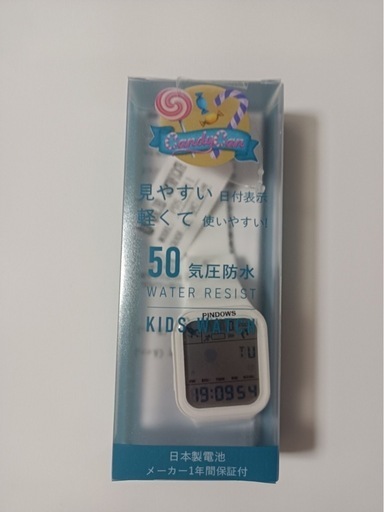 CandyBar
見やすい 日付表示
軽くて 使いやすい!
50 気圧防水
WATER RESIST
KIDS WATCH
PINDOWS
TU
19:09 54
日本製電池
メーカー1年間保証付